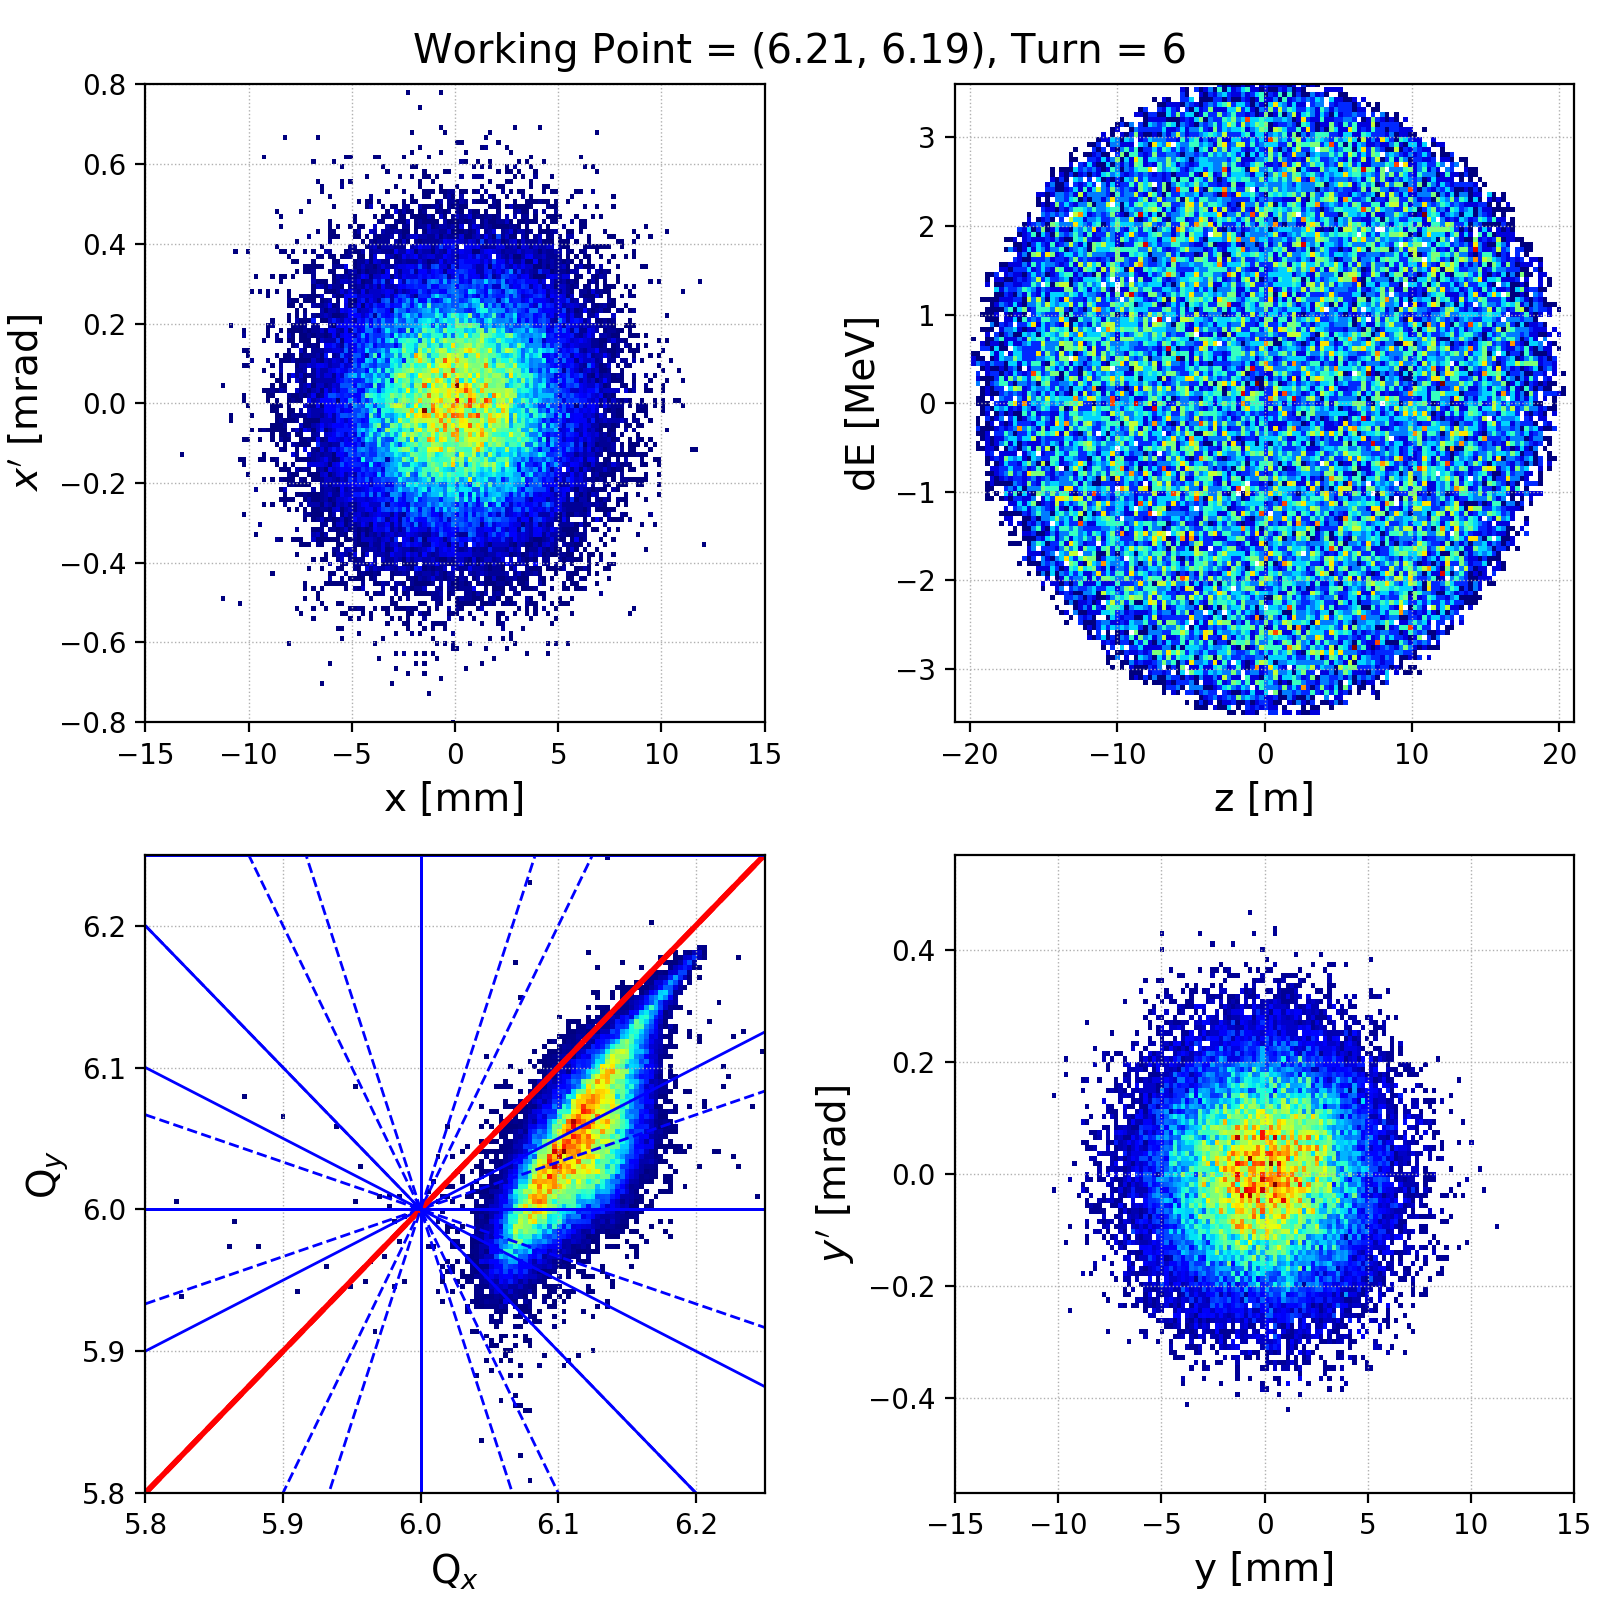 Working Point = (6.21, 6.19), Turn = 6
0.8
0.6
0.4
0.2
0.0
−0.2
−0.4
−0.6
−0.8
x′ [mrad]
−15 −10 −5 0 5 10 15
x [mm]
3
2
1
0
−1
−2
−3
dE [MeV]
−20 −10 0 10 20
z [m]
6.2
6.1
6.0
5.9
5.8
Qy
5.8 5.9 6.0 6.1 6.2
Qx
0.4
0.2
0.0
−0.2
−0.4
y′ [mrad]
−15 −10 −5 0 5 10 15
y [mm]